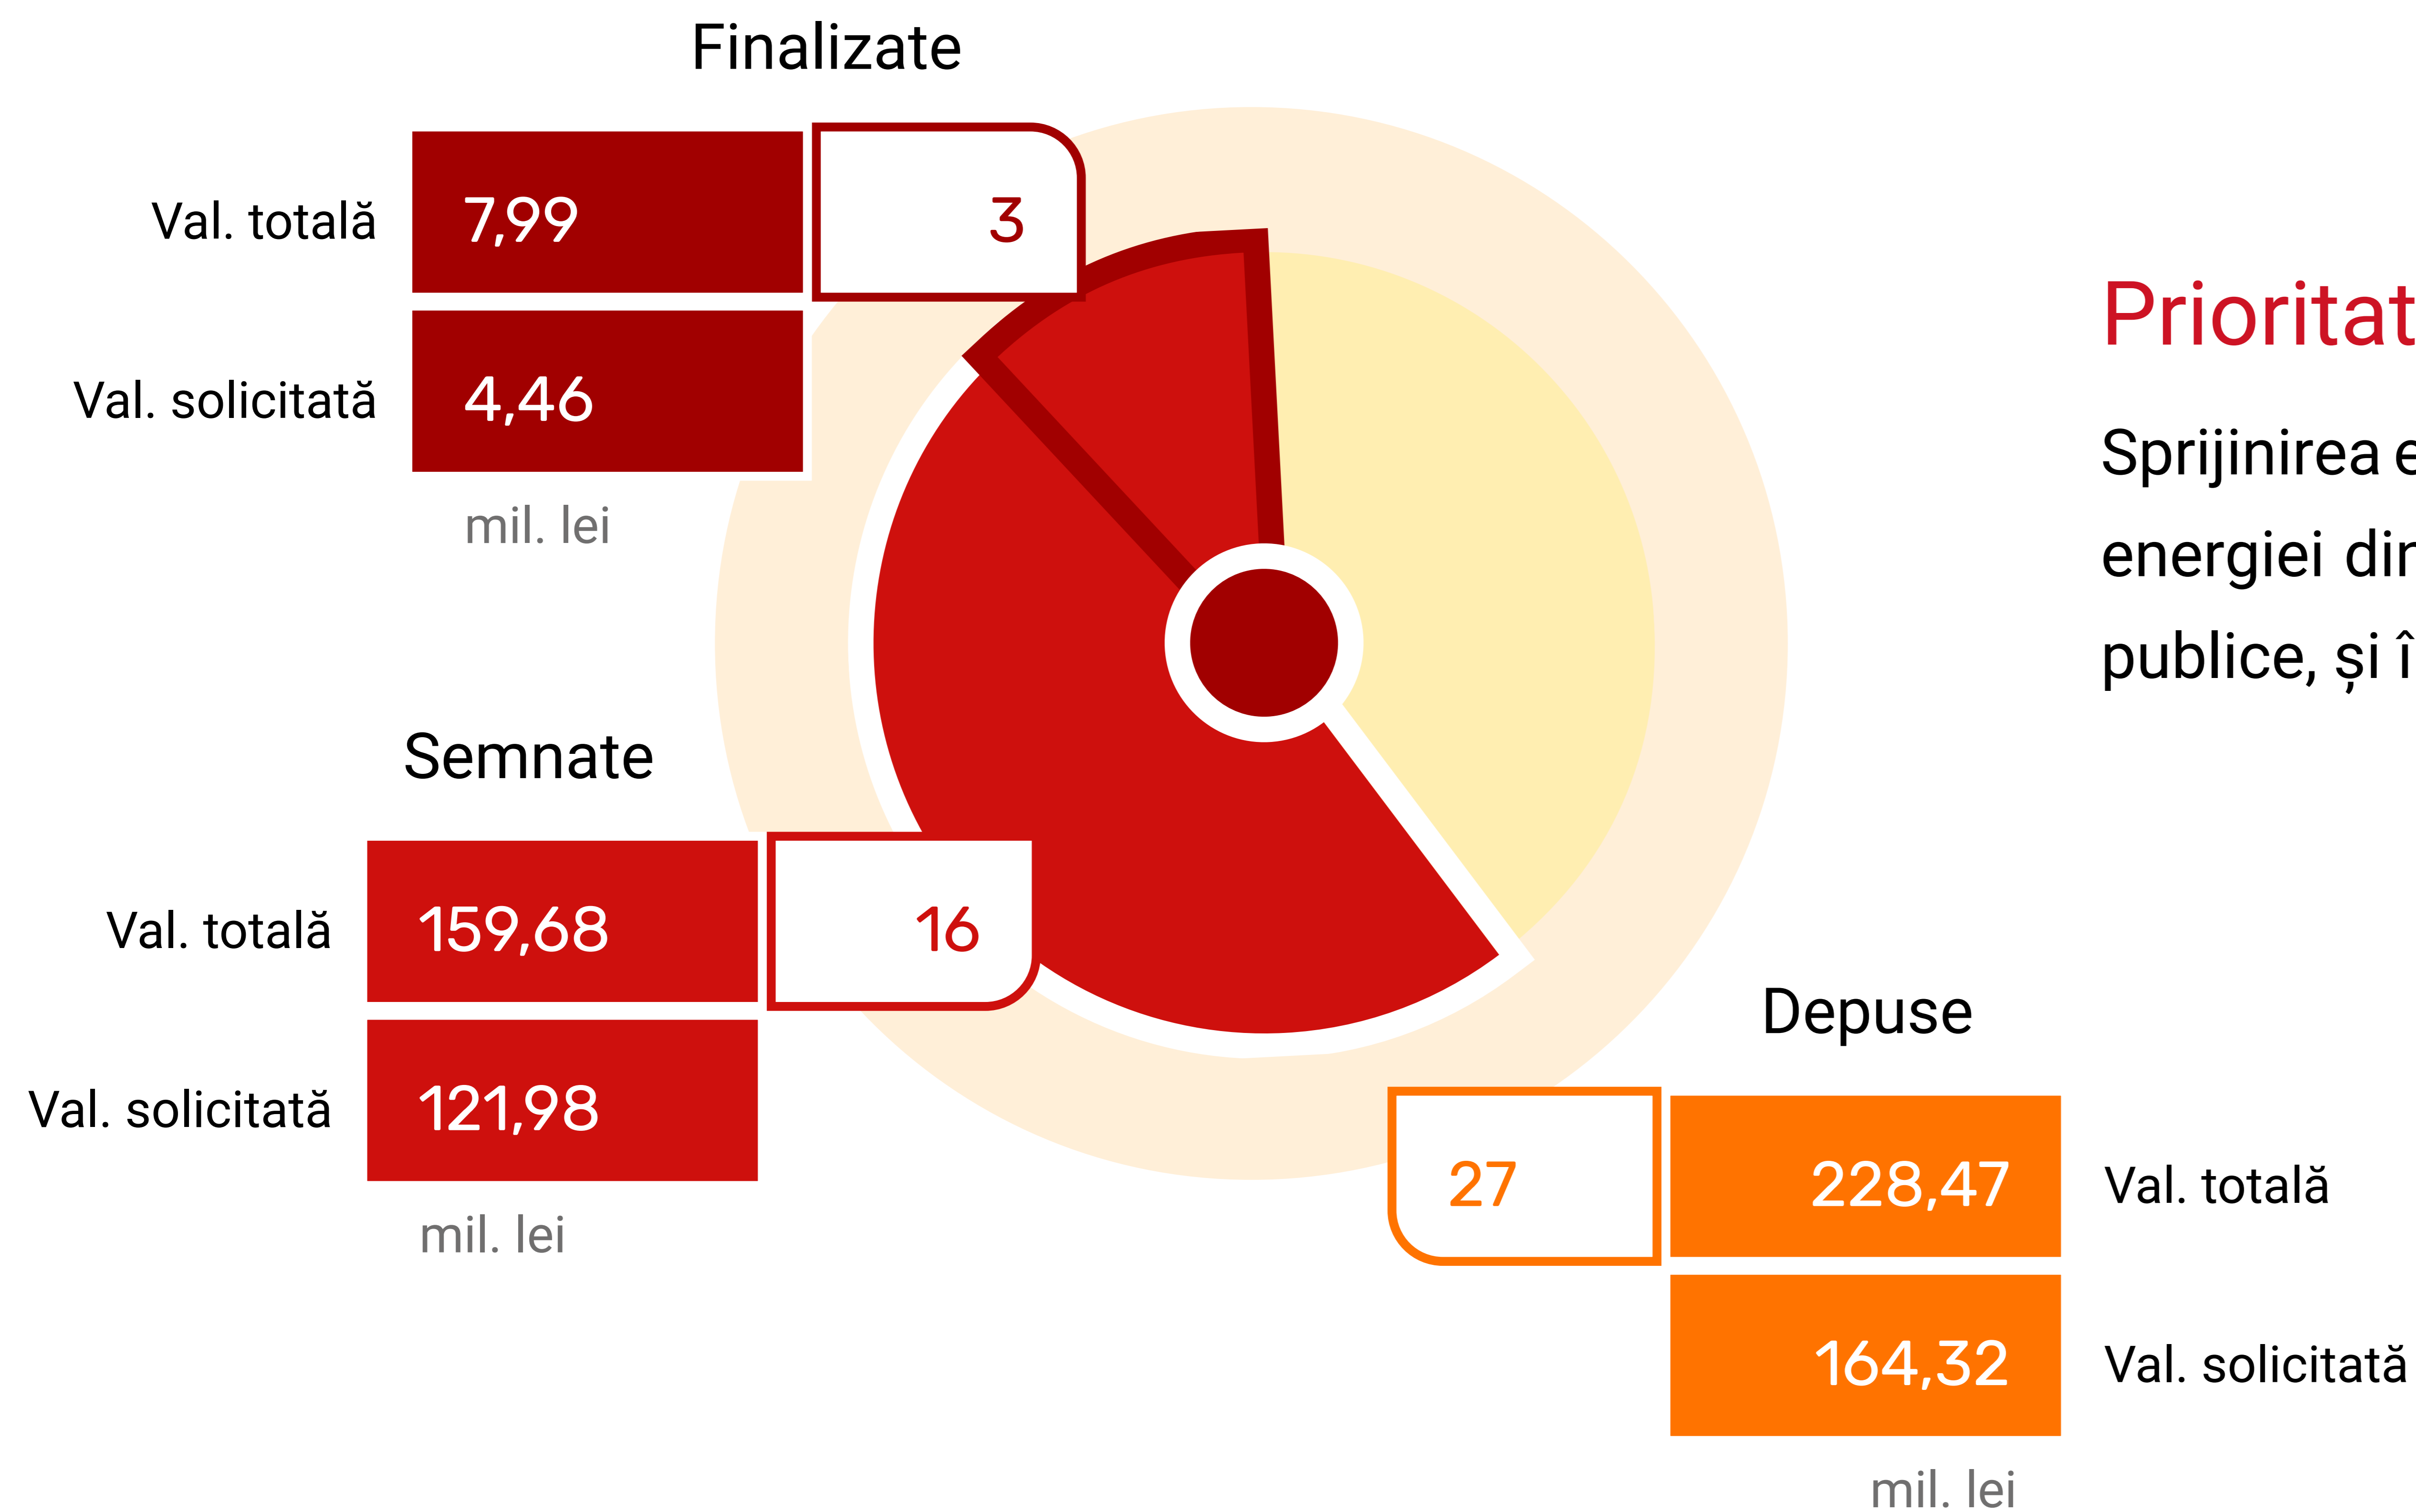 Finalizate
Val. totală 7,99 3
Val. solicitată 4,46
mil. lei
Semnate
Val. totală 159,68 16
Val. solicitată 121,98
mil. lei
Prioritat
Sprijinirea e
energiei din
publice, și î
Depuse
27 228,47 Val. totală
164,32 Val. solicitată
mil. lei